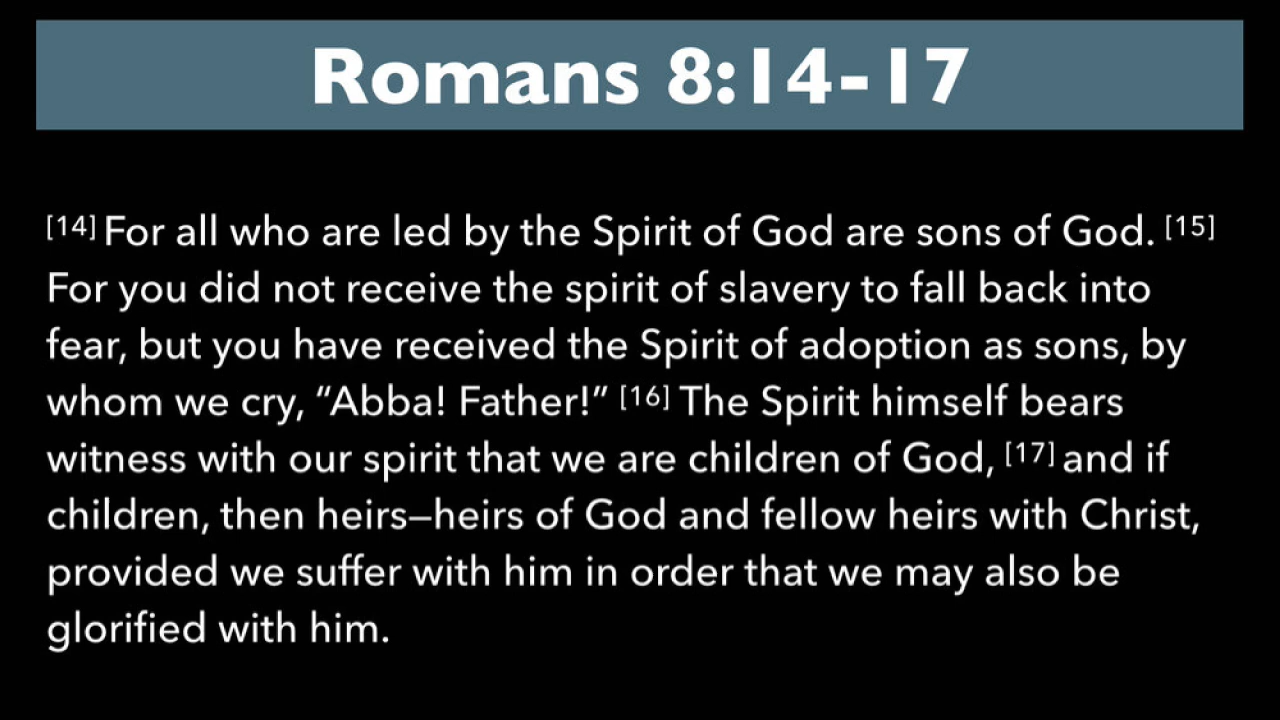 Romans 8:14-17
[14] For all who are led by the Spirit of God are sons of God. [15]
For you did not receive the spirit of slavery to fall back into
fear, but you have received the Spirit of adoption as sons, by
whom we cry, “Abba! Father!” [16] The Spirit himself bears
witness with our spirit that we are children of God, [17] and if
children, then heirs—heirs of God and fellow heirs with Christ,
provided we suffer with him in order that we may also be
glorified with him.